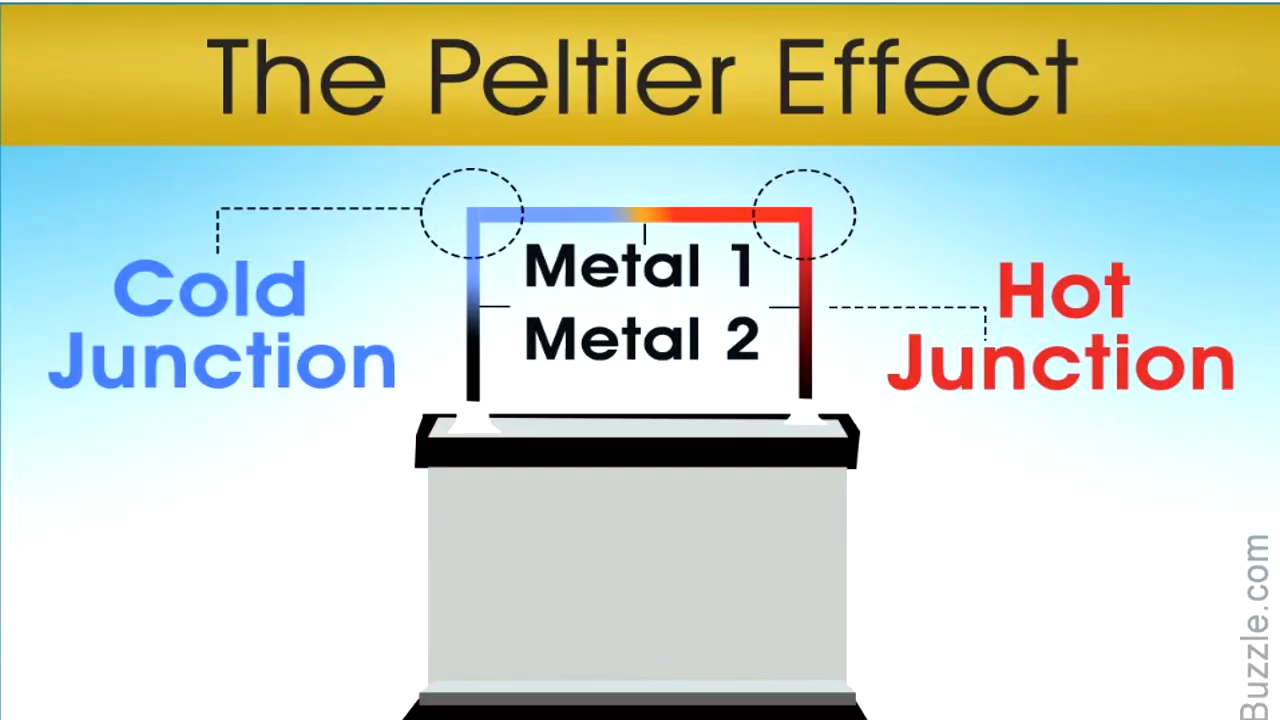 The Peltier Effect
Cold
Junction
Metal 1
Metal 2
Hot
Junction
Buzzle.com